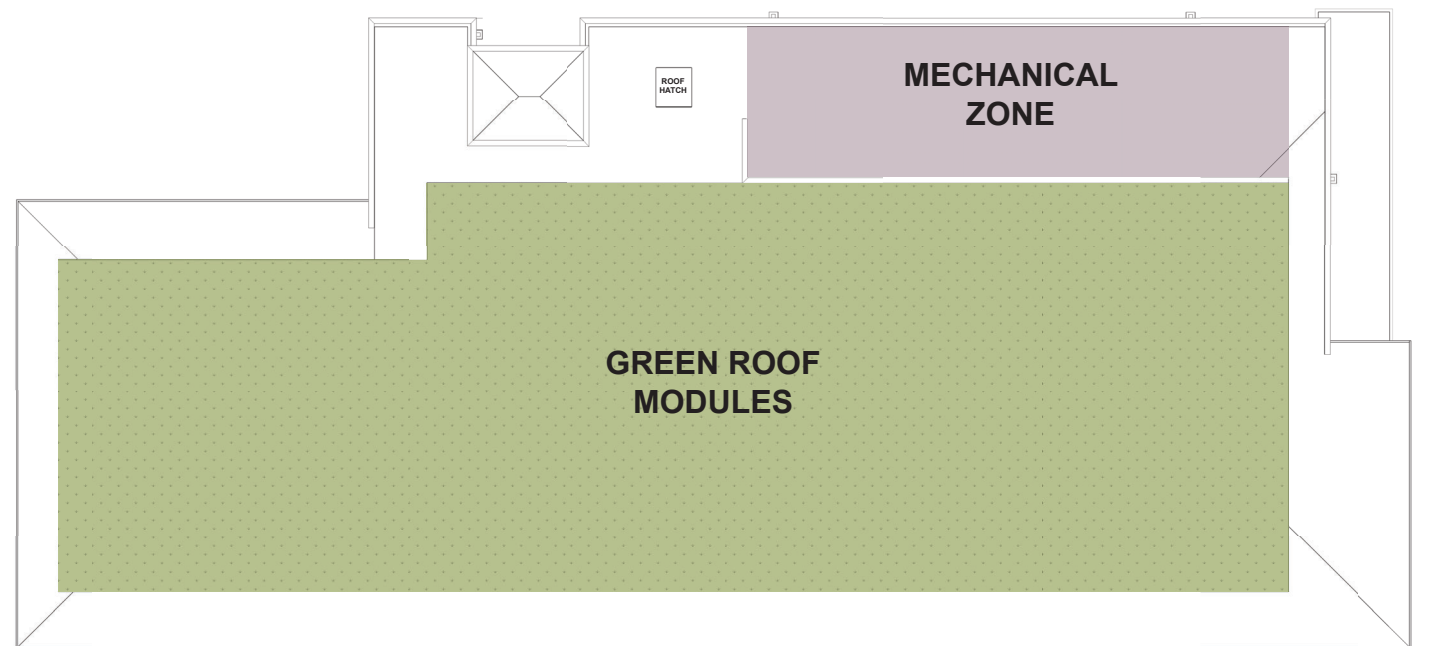 ROOF
HATCH
MECHANICAL
ZONE
GREEN ROOF
MODULES